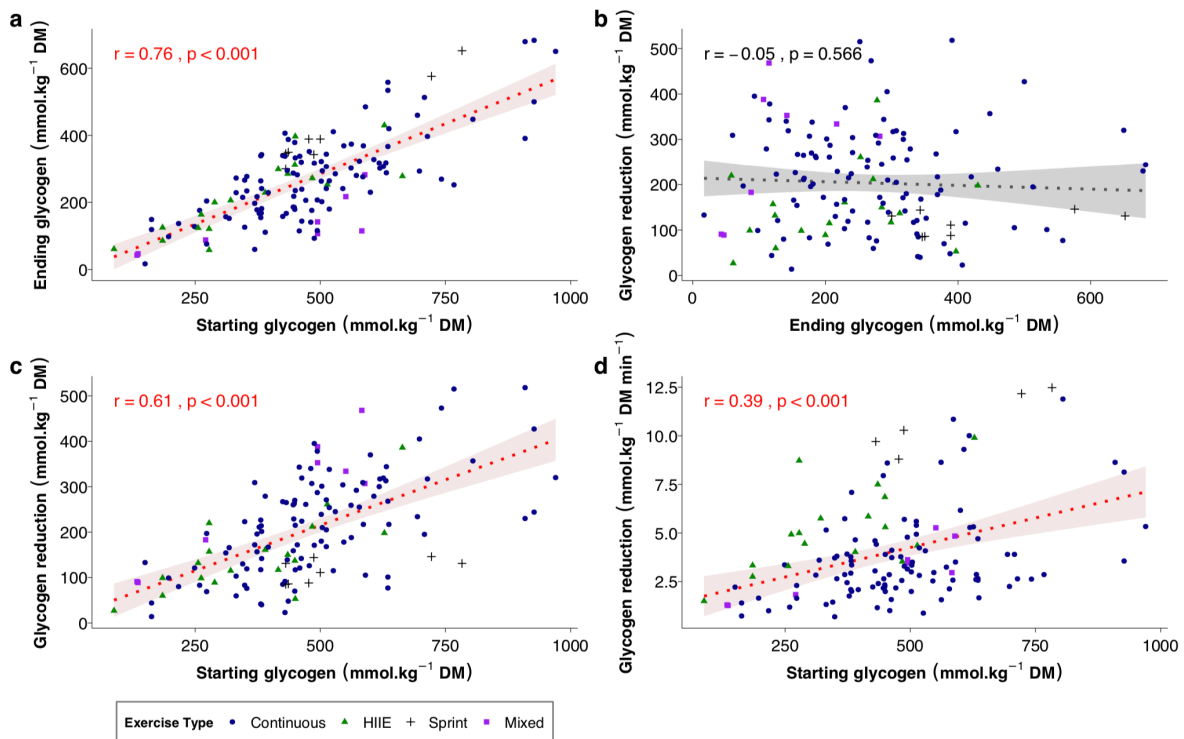 a
r = 0.76 , p < 0.001
Ending glycogen (mmol.kg⁻¹ DM)
600
400
200
0
250
500
750
1000
Starting glycogen (mmol.kg⁻¹ DM)
b
r = −0.05 , p = 0.566
Glycogen reduction (mmol.kg⁻¹ DM)
500
400
300
200
100
0
0
200
400
600
Ending glycogen (mmol.kg⁻¹ DM)
c
r = 0.61 , p < 0.001
Glycogen reduction (mmol.kg⁻¹ DM)
500
400
300
200
100
0
250
500
750
1000
Starting glycogen (mmol.kg⁻¹ DM)
d
r = 0.39 , p < 0.001
Glycogen reduction (mmol.kg⁻¹ DM min⁻¹)
12.5
10.0
7.5
5.0
2.5
250
500
750
1000
Starting glycogen (mmol.kg⁻¹ DM)
Exercise Type Continuous HIIE Sprint Mixed